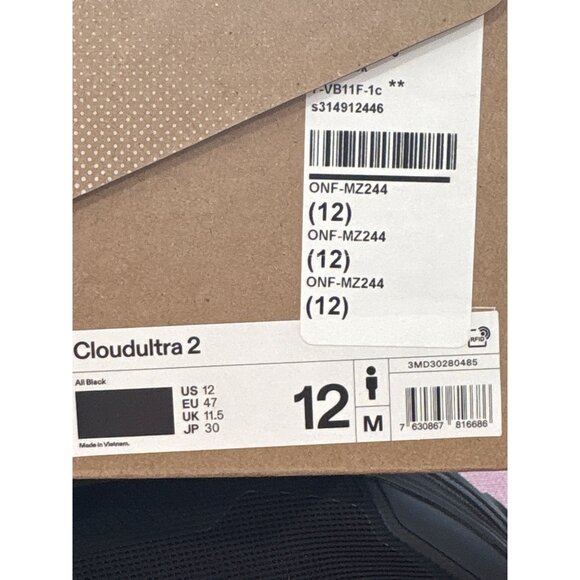 -VB11F-1c **
s314912446
ONF-MZ244
(12)
ONF-MZ244
(12)
ONF-MZ244
(12)
Cloudultra 2
RFID
All Black
US 12
EU 47
UK 11.5
JP 30
12
M
3MD30280485
7 630867 816686
Made in Vietnam.